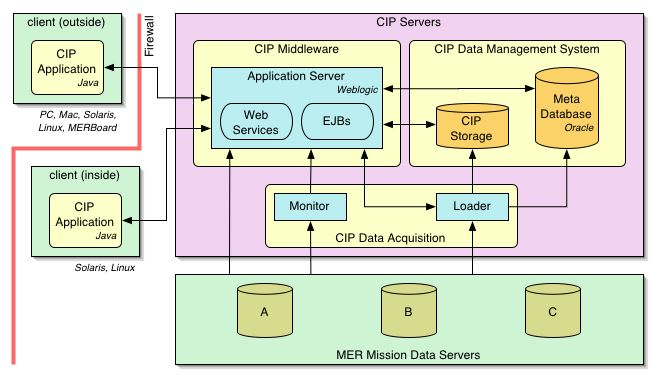 client (outside)
CIP
Application
Java
PC, Mac, Solaris,
Linux, MERBoard
Firewall
client (inside)
CIP
Application
Java
Solaris, Linux
CIP Servers
CIP Middleware
Application Server
Weblogic
Web
Services
EJBs
CIP Data Management System
CIP
Storage
Meta
Database
Oracle
Monitor
Loader
CIP Data Acquisition
A
B
C
MER Mission Data Servers